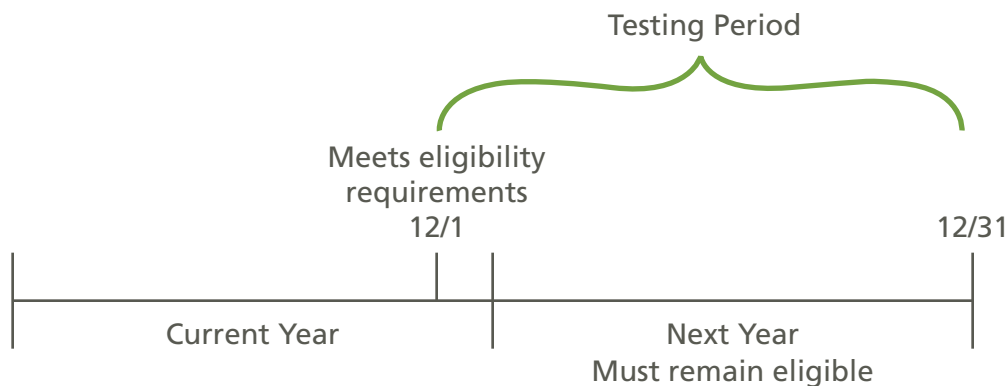 Testing Period
Meets eligibility
requirements
12/1
12/31
Current Year
Next Year
Must remain eligible